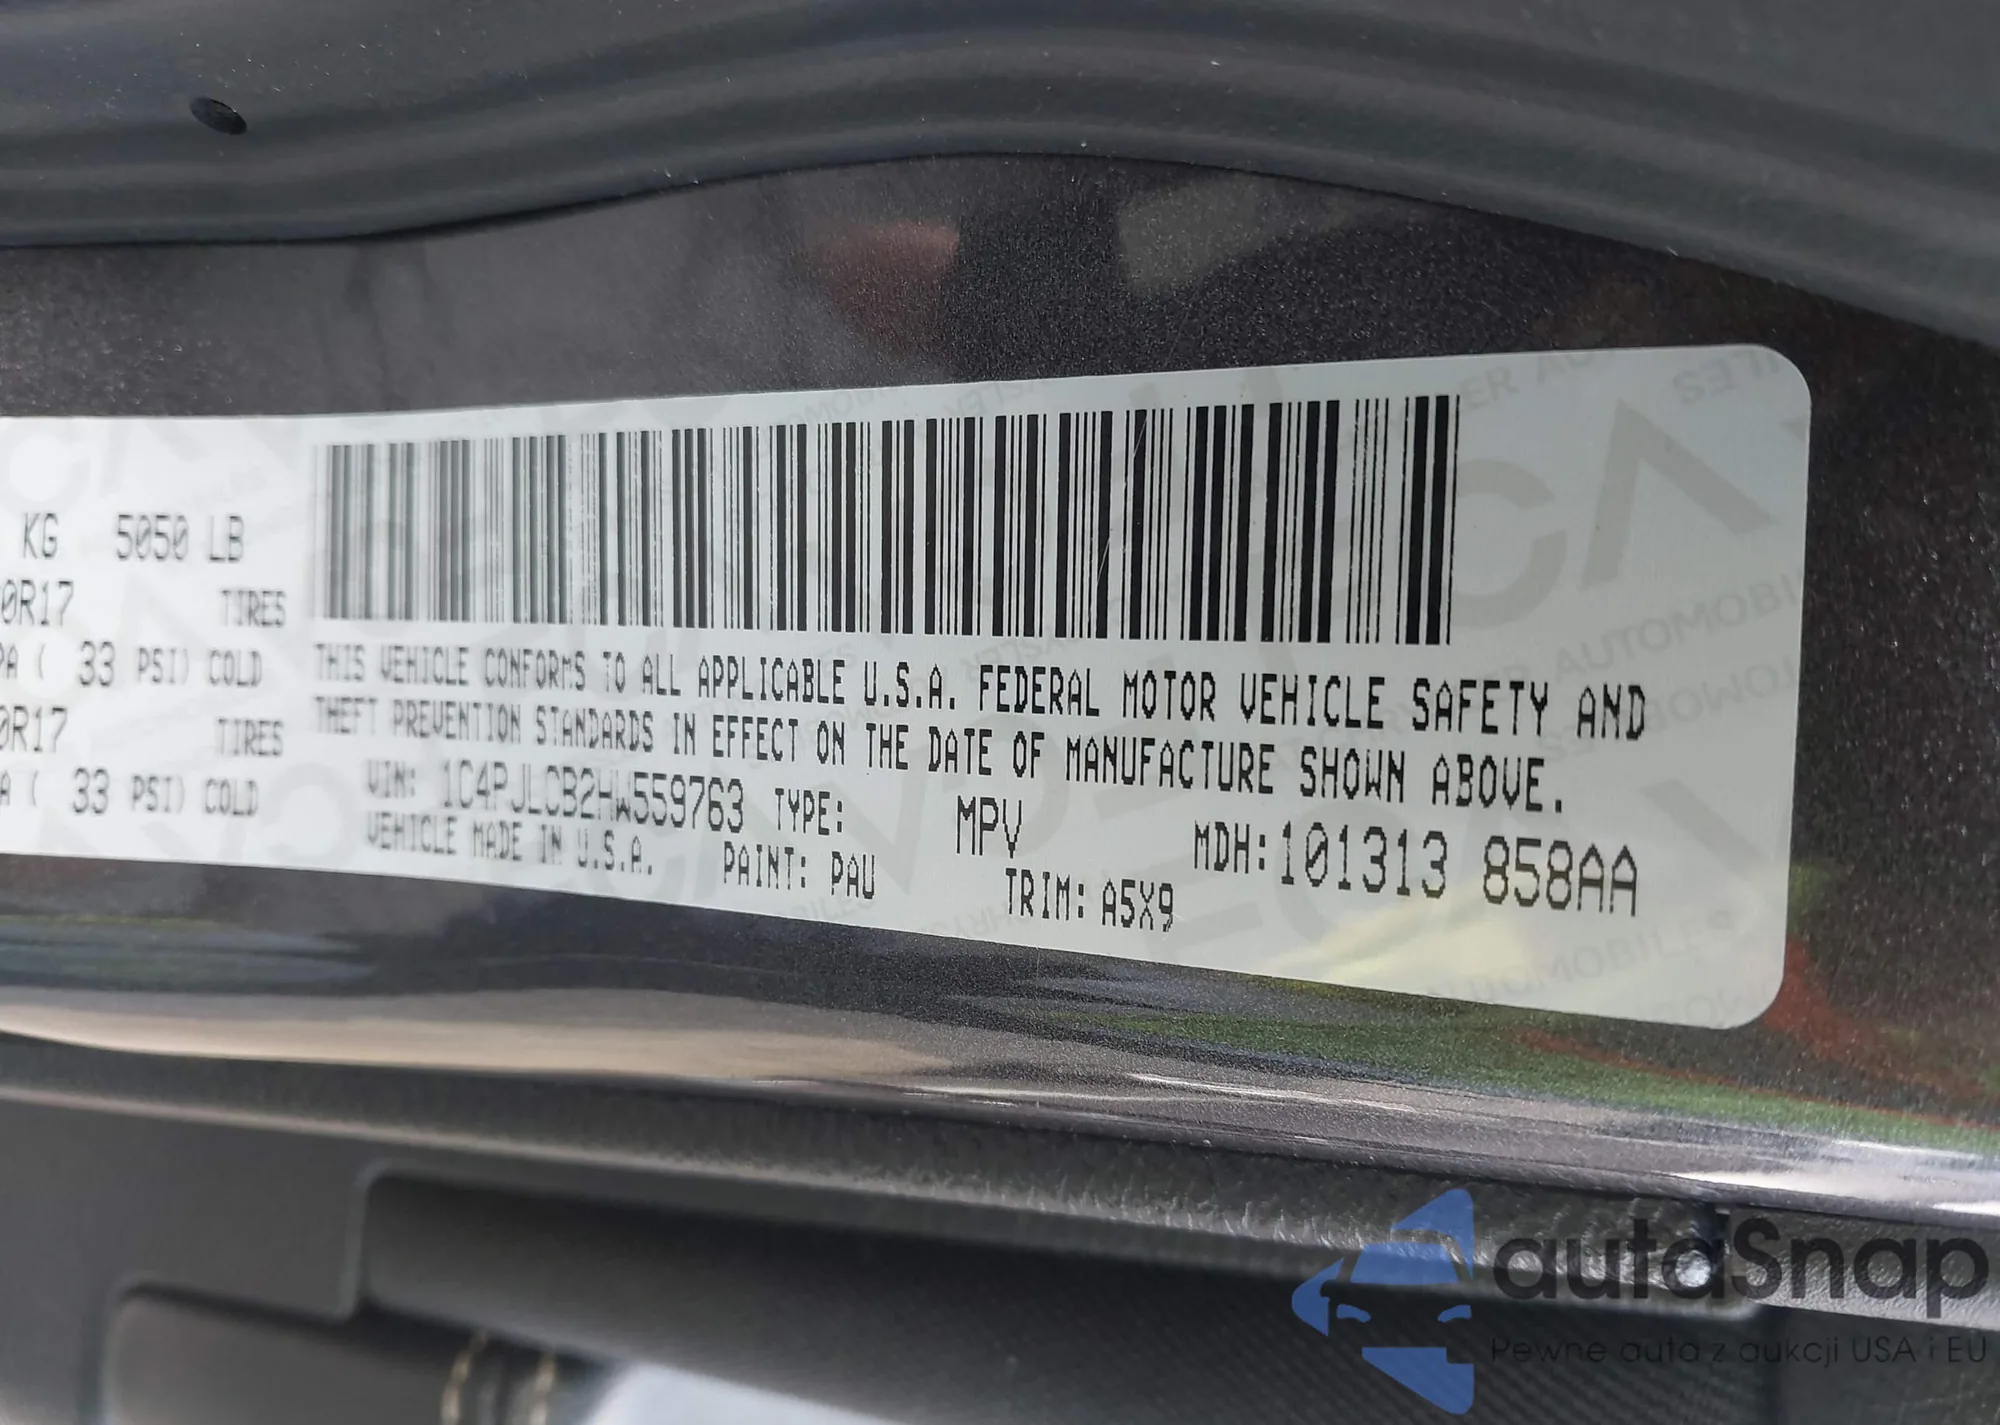 KG 5050 LB
0R17 TIRES
PA ( 33 PSI) COLD
0R17 TIRES
A ( 33 PSI) COLD
THIS VEHICLE CONFORMS TO ALL APPLICABLE U.S.A. FEDERAL MOTOR VEHICLE SAFETY AND
THEFT PREVENTION STANDARDS IN EFFECT ON THE DATE OF MANUFACTURE SHOWN ABOVE.
VIN: 1C4PJLCB2HW559763 TYPE: MPV MDH:101313 858AA
VEHICLE MADE IN U.S.A. PAINT: PAU TRIM: A5X9
autaSnap
Pewne auta z aukcji USA i EU